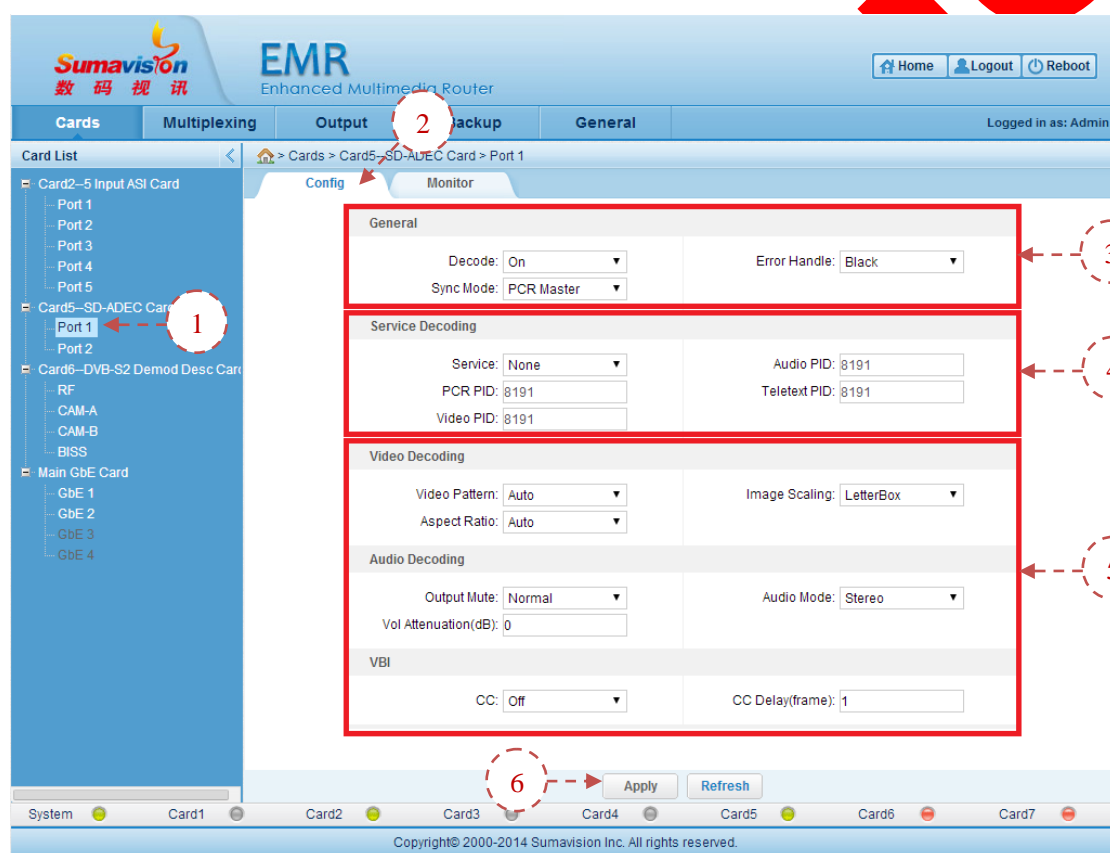 Sumavision
数码视讯
EMR
Enhanced Multimedia Router
Home Logout Reboot
Cards Multiplexing Output Backup General Logged in as: Admin
2
Card List
> Cards > Card5--SD-ADEC Card > Port 1
Config Monitor
Card2--5 Input ASI Card
Port 1
Port 2
Port 3
Port 4
Port 5
Card5--SD-ADEC Card
Port 1
1
Port 2
Card6--DVB-S2 Demod Desc Card
RF
CAM-A
CAM-B
BISS
Main GbE Card
GbE 1
GbE 2
GbE 3
GbE 4
General
Decode: On Error Handle: Black
Sync Mode: PCR Master
3
Service Decoding
Service: None Audio PID: 8191
PCR PID: 8191 Teletext PID: 8191
Video PID: 8191
4
Video Decoding
Video Pattern: Auto Image Scaling: LetterBox
Aspect Ratio: Auto
Audio Decoding
5
Output Mute: Normal Audio Mode: Stereo
Vol Attenuation(dB): 0
VBI
CC: Off CC Delay(frame): 1
6
Apply Refresh
System Card1 Card2 Card3 Card4 Card5 Card6 Card7
Copyright© 2000-2014 Sumavision Inc. All rights reserved.